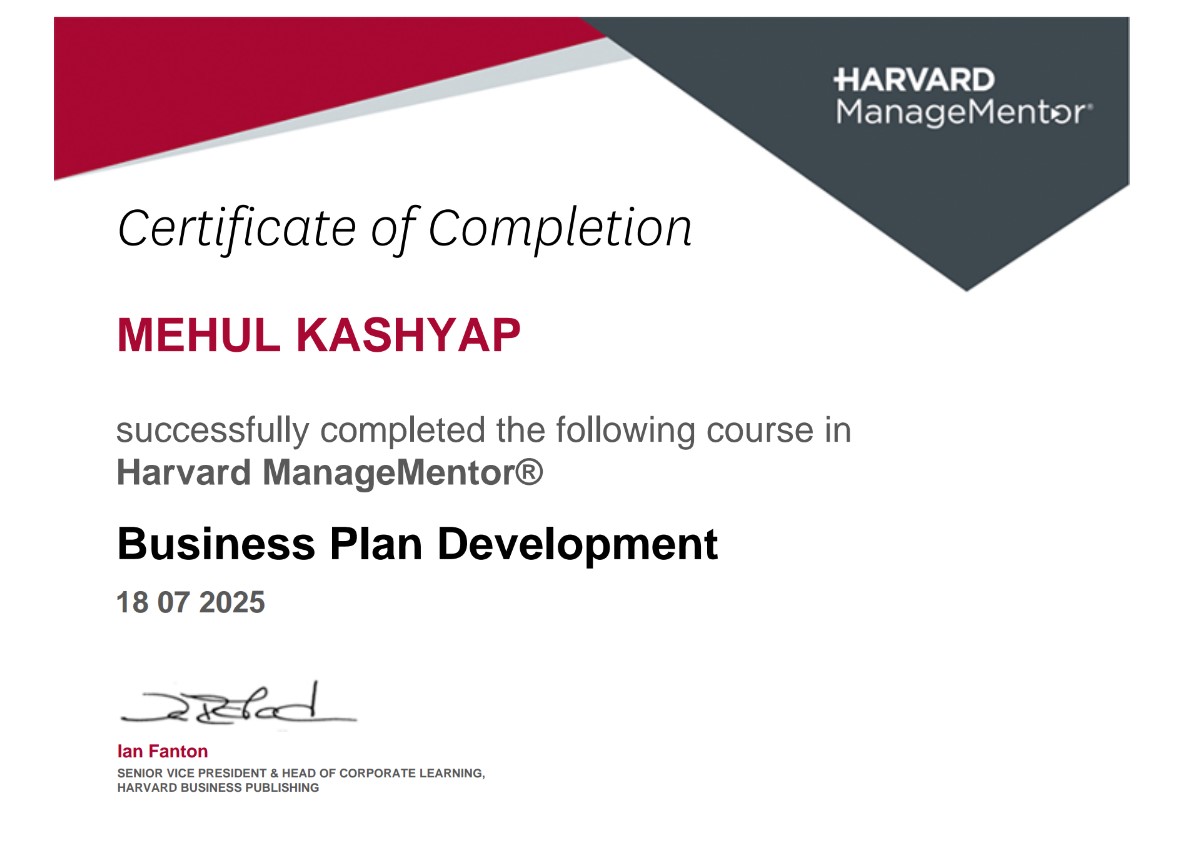 HARVARD
ManageMentor®
Certificate of Completion
MEHUL KASHYAP
successfully completed the following course in
Harvard ManageMentor®
Business Plan Development
18 07 2025
Ian Fanton
SENIOR VICE PRESIDENT & HEAD OF CORPORATE LEARNING,
HARVARD BUSINESS PUBLISHING